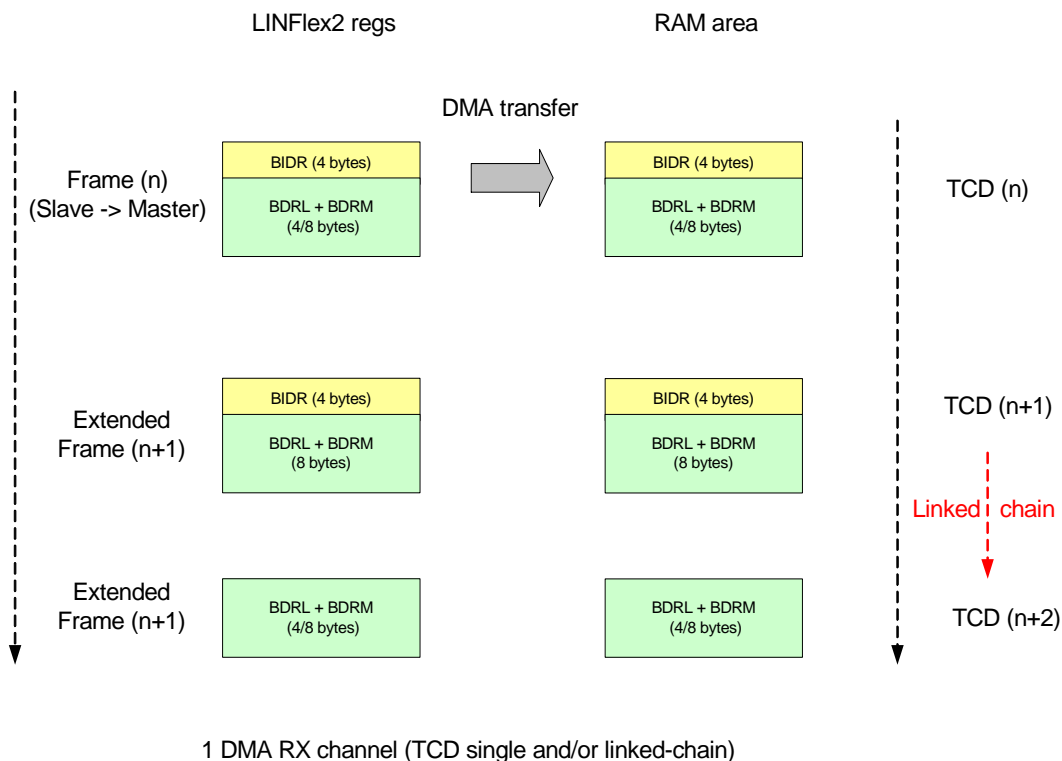 LINFlex2 regs
RAM area
DMA transfer
Frame (n)
(Slave -> Master)
BIDR (4 bytes)
BDRL + BDRM
(4/8 bytes)
BIDR (4 bytes)
BDRL + BDRM
(4/8 bytes)
TCD (n)
Extended
Frame (n+1)
BIDR (4 bytes)
BDRL + BDRM
(8 bytes)
BIDR (4 bytes)
BDRL + BDRM
(8 bytes)
TCD (n+1)
Linked chain
Extended
Frame (n+1)
BDRL + BDRM
(4/8 bytes)
BDRL + BDRM
(4/8 bytes)
TCD (n+2)
1 DMA RX channel (TCD single and/or linked-chain)